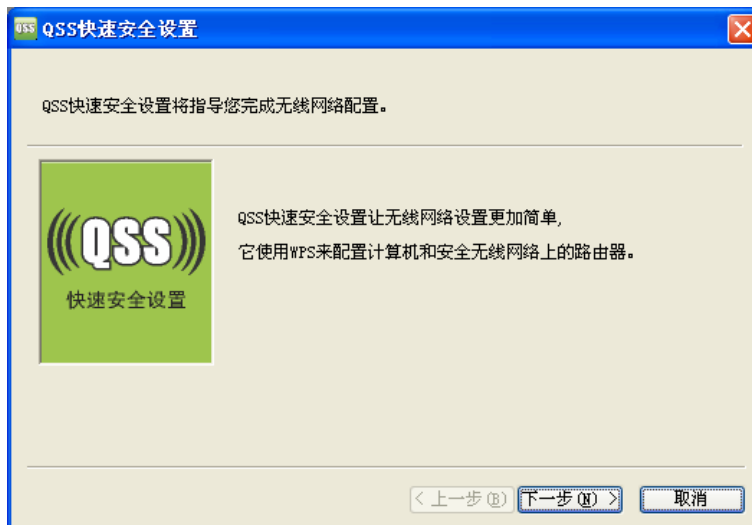 QSS QSS快速安全设置
QSS快速安全设置将指导您完成无线网络配置。
QSS快速安全设置让无线网络设置更加简单,
它使用WPS来配置计算机和安全无线网络上的路由器。
(((QSS)))
快速安全设置
< 上一步(B) 下一步(N) > 取消